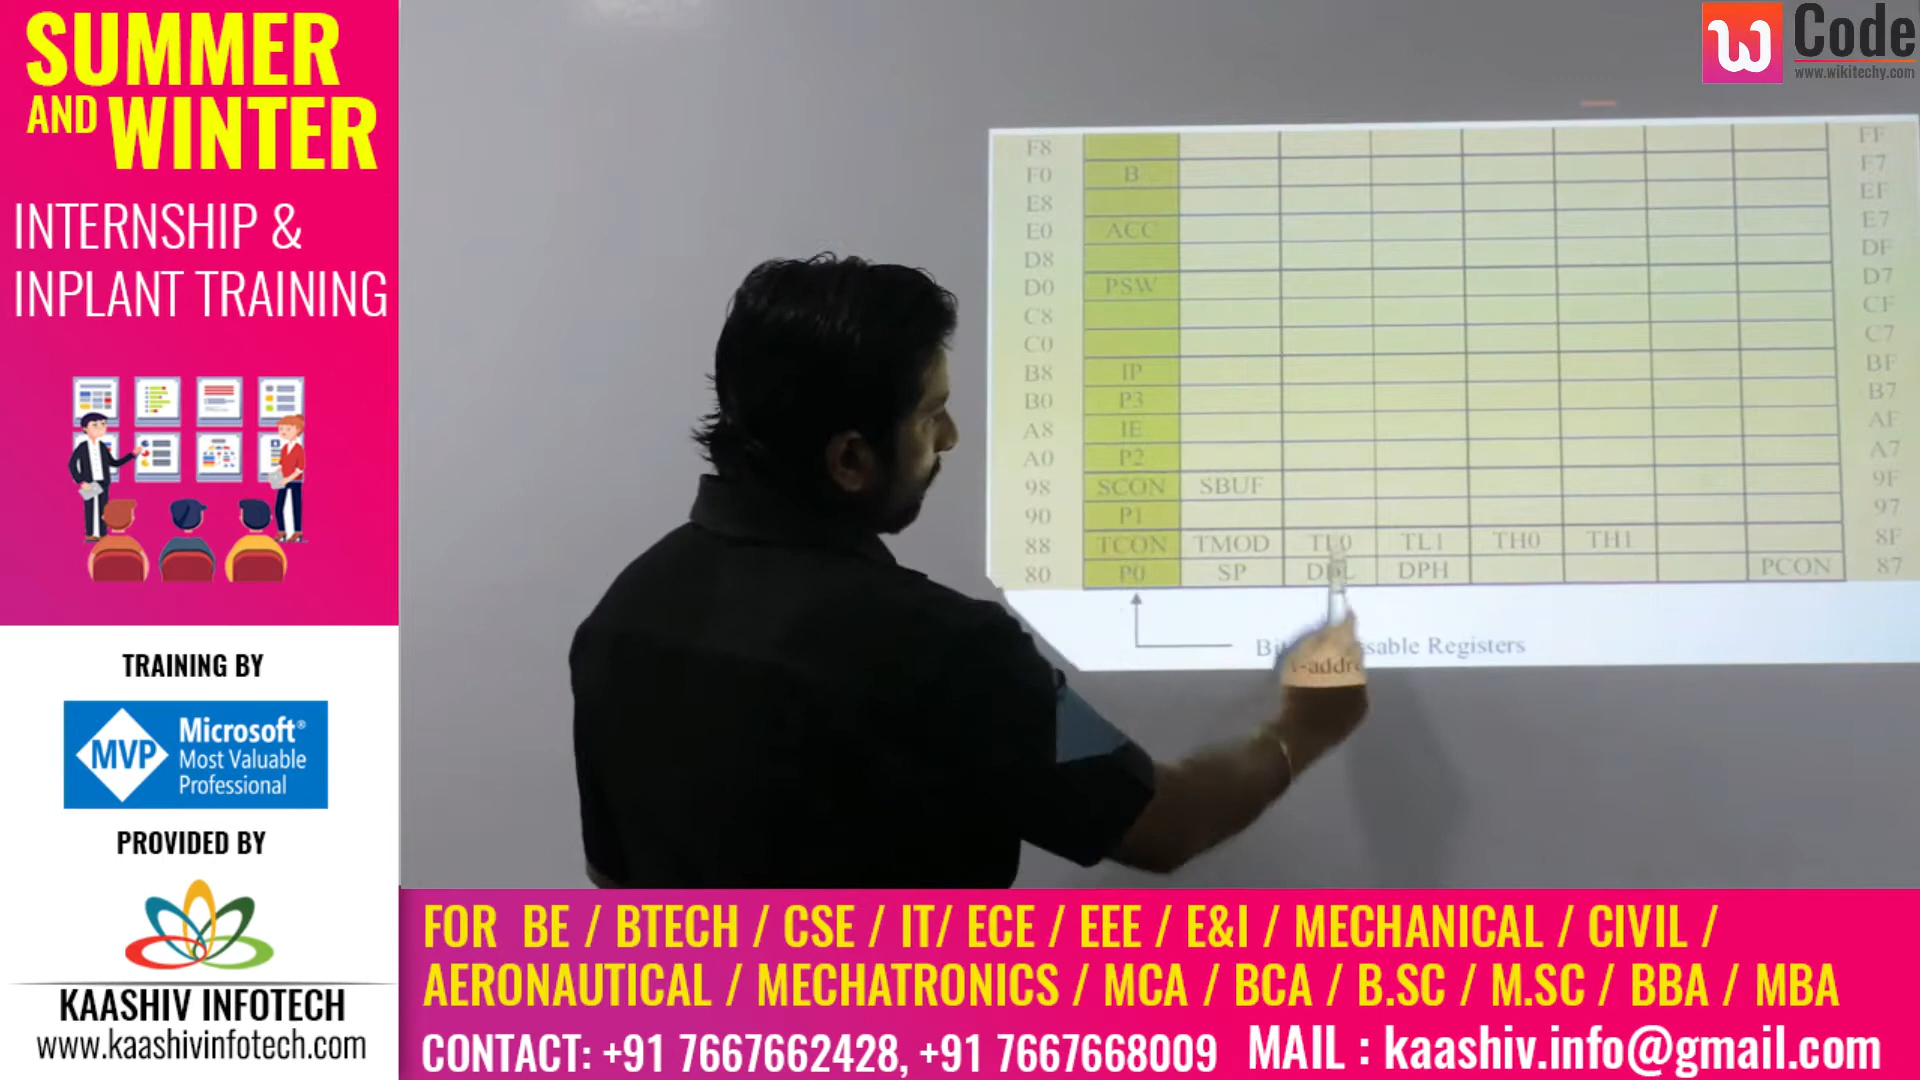 SUMMER
AND WINTER
INTERNSHIP &
INPLANT TRAINING
TRAINING BY
MVP
Microsoft®
Most Valuable
Professional
PROVIDED BY
KAASHIV INFOTECH
www.kaashivinfotech.com
W Code
www.wikitechy.com
F8 FF
F0 B F7
E8 EF
E0 ACC E7
D8 DF
D0 PSW D7
C8 CF
C0 C7
B8 IP BF
B0 P3 B7
A8 IE AF
A0 P2 A7
98 SCON SBUF 9F
90 P1 97
88 TCON TMOD TL0 TL1 TH0 TH1 8F
80 P0 SP DPL DPH PCON 87
Registers
FOR BE / BTECH / CSE / IT/ ECE / EEE / E&I / MECHANICAL / CIVIL /
AERONAUTICAL / MECHATRONICS / MCA / BCA / B.SC / M.SC / BBA / MBA
CONTACT: +91 7667662428, +91 7667668009 MAIL : kaashiv.info@gmail.com